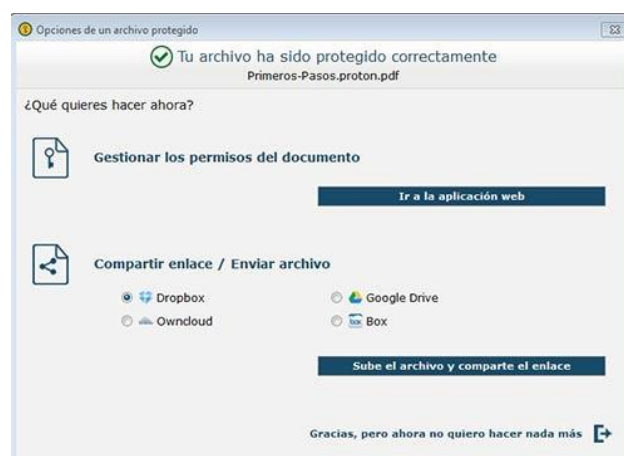 Opciones de un archivo protegido
Tu archivo ha sido protegido correctamente
Primeros-Pasos.proton.pdf
¿Qué quieres hacer ahora?
Gestionar los permisos del documento
Ir a la aplicación web
Compartir enlace / Enviar archivo
Dropbox
Google Drive
Owncloud
box Box
Sube el archivo y comparte el enlace
Gracias, pero ahora no quiero hacer nada más